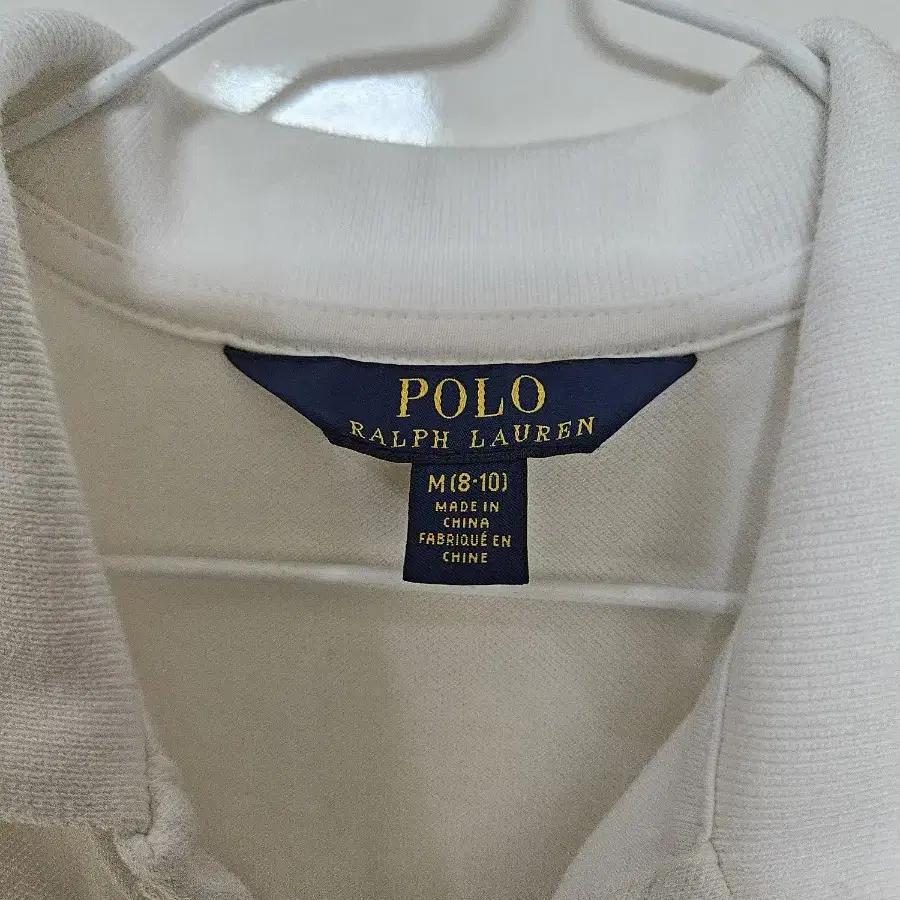 POLO
RALPH LAUREN
M (8-10)
MADE IN
CHINA
FABRIQUÉ EN
CHINE